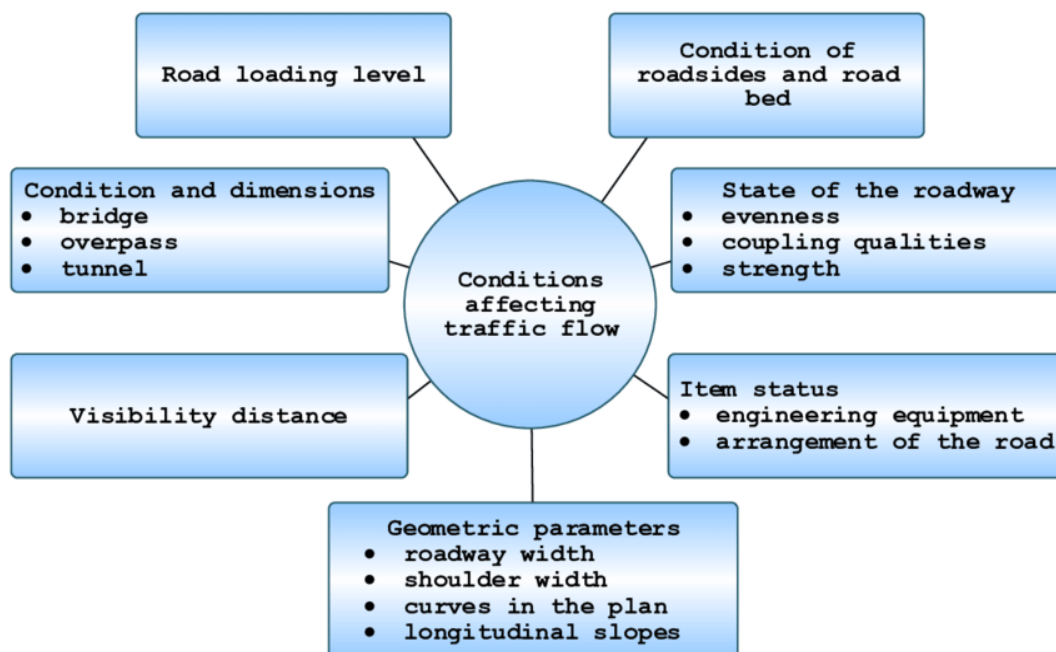 Road loading level
Condition of
roadsides and road
bed
Condition and dimensions
• bridge
• overpass
• tunnel
State of the roadway
• evenness
• coupling qualities
• strength
Conditions
affecting
traffic flow
Visibility distance
Item status
• engineering equipment
• arrangement of the road
Geometric parameters
• roadway width
• shoulder width
• curves in the plan
• longitudinal slopes